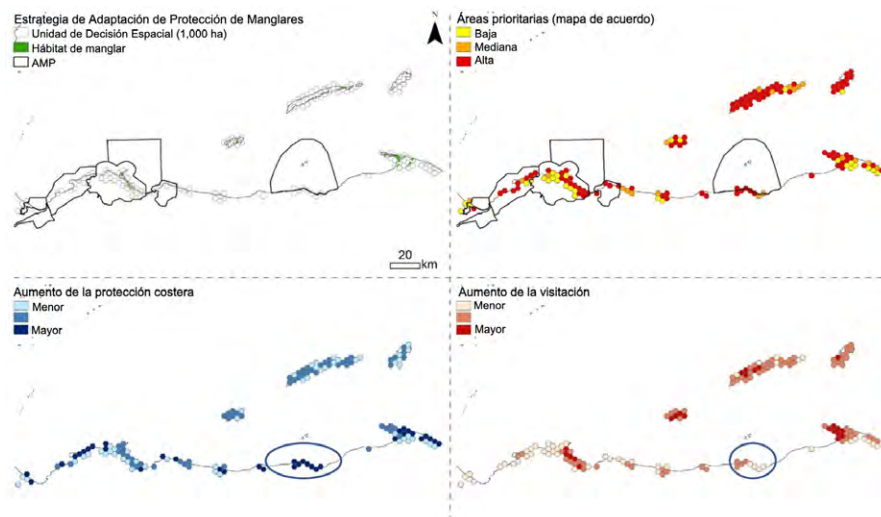 Estrategia de Adaptación de Protección de Manglares
Unidad de Decisión Espacial (1,000 ha)
Hábitat de manglar
AMP
N
20
km
Áreas prioritarias (mapa de acuerdo)
Baja
Mediana
Alta
Aumento de la protección costera
Menor
Mayor
Aumento de la visitación
Menor
Mayor